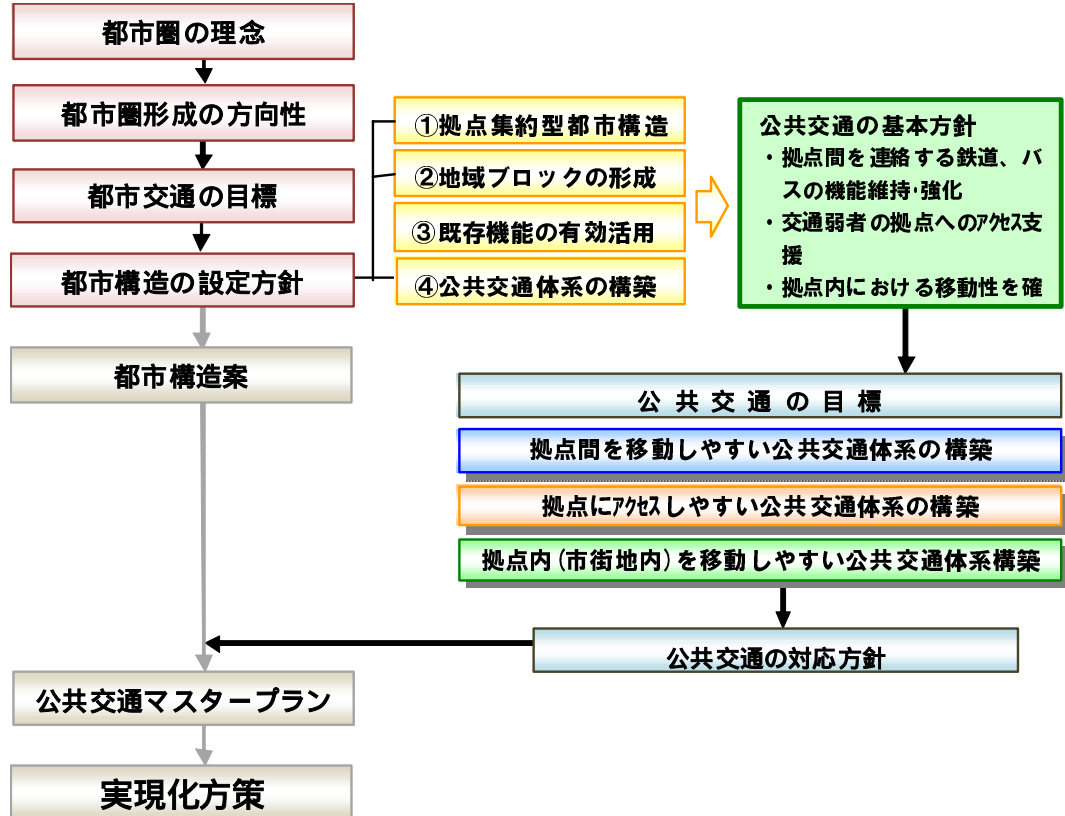 都市圏の理念
都市圏形成の方向性
都市交通の目標
都市構造の設定方針
①拠点集約型都市構造
②地域ブロックの形成
③既存機能の有効活用
④公共交通体系の構築
公共交通の基本方針
・拠点間を連絡する鉄道、バ
スの機能維持・強化
・交通弱者の拠点へのアクセス支
援
・拠点内における移動性を確
都市構造案
公共交通の目標
拠点間を移動しやすい公共交通体系の構築
拠点にアクセスしやすい公共交通体系の構築
拠点内(市街地内)を移動しやすい公共交通体系構築
公共交通の対応方針
公共交通マスタープラン
実現化方策